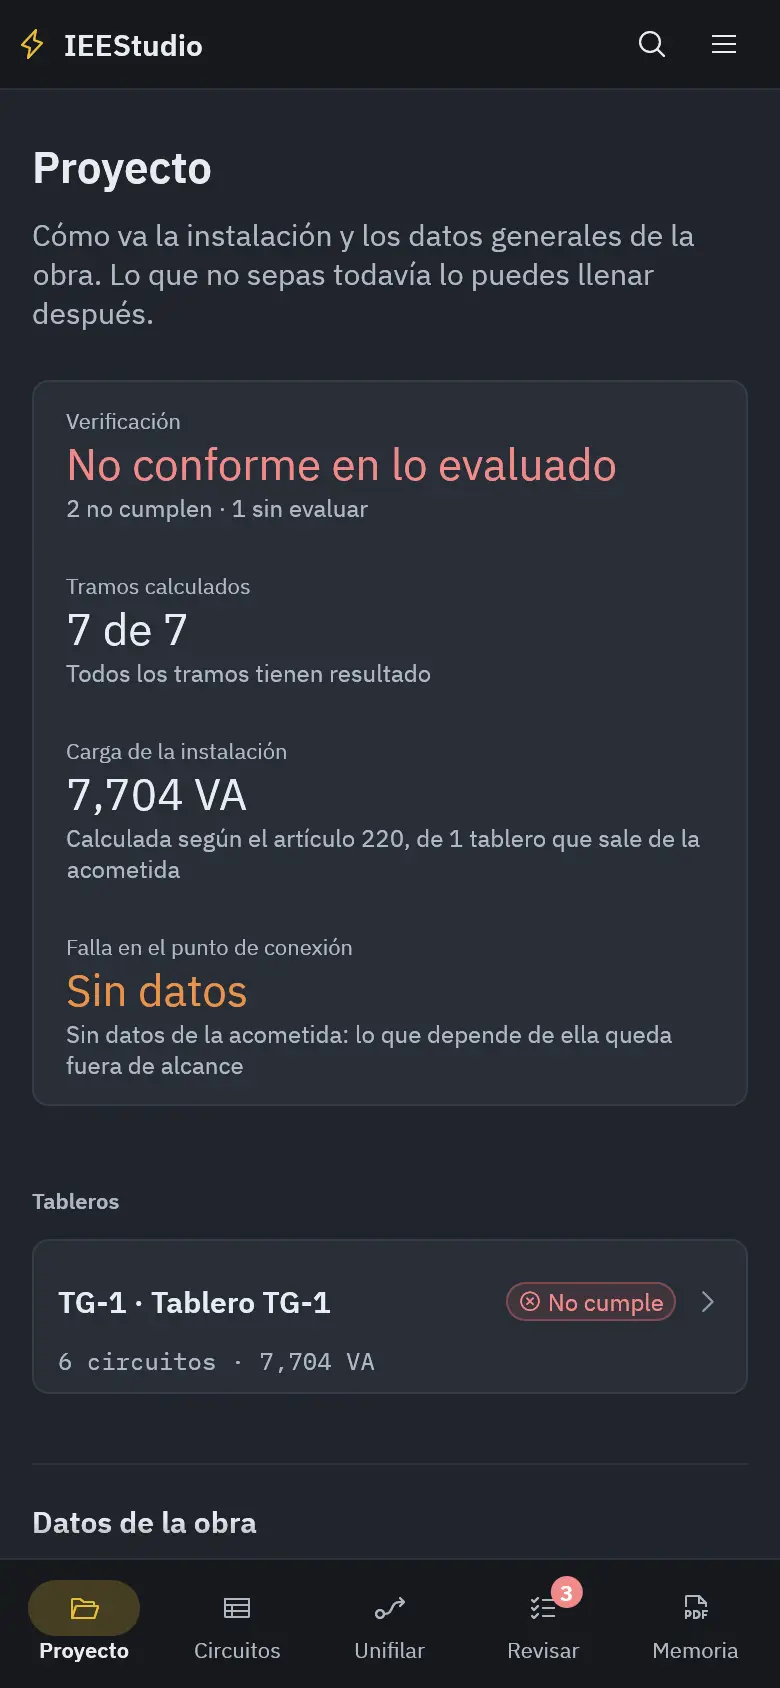 IEEStudio
Proyecto
Cómo va la instalación y los datos generales de la
obra. Lo que no sepas todavía lo puedes llenar
después.
Verificación
No conforme en lo evaluado
2 no cumplen · 1 sin evaluar
Tramos calculados
7 de 7
Todos los tramos tienen resultado
Carga de la instalación
7,704 VA
Calculada según el artículo 220, de 1 tablero que sale de la
acometida
Falla en el punto de conexión
Sin datos
Sin datos de la acometida: lo que depende de ella queda
fuera de alcance
Tableros
TG-1 · Tablero TG-1
No cumple
6 circuitos · 7,704 VA
Datos de la obra
3
PDF
Proyecto
Circuitos
Unifilar
Revisar
Memoria